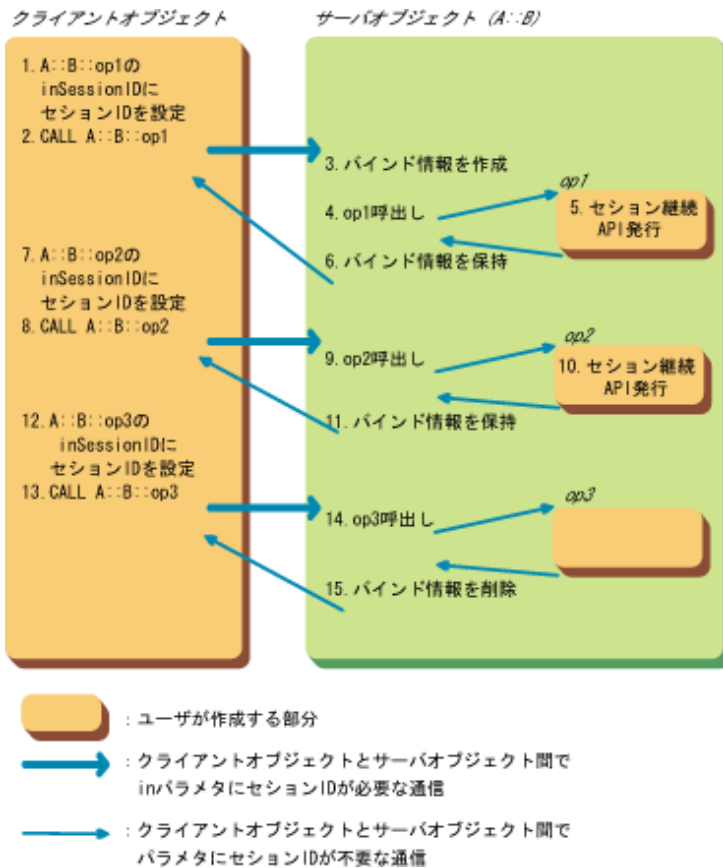 クライアントオブジェクト
サーバオブジェクト (A::B)
1. A::B::op1の
inSessionIDに
セションIDを設定
2. CALL A::B::op1
3. バインド情報を作成
op1
4. op1呼出し
5. セション継続
API発行
6. バインド情報を保持
7. A::B::op2の
inSessionIDに
セションIDを設定
8. CALL A::B::op2
op2
9. op2呼出し
10. セション継続
API発行
11. バインド情報を保持
12. A::B::op3の
inSessionIDに
セションIDを設定
13. CALL A::B::op3
op3
14. op3呼出し
15. バインド情報を削除
: ユーザが作成する部分
: クライアントオブジェクトとサーバオブジェクト間で
inパラメタにセションIDが必要な通信
: クライアントオブジェクトとサーバオブジェクト間で
パラメタにセションIDが不要な通信